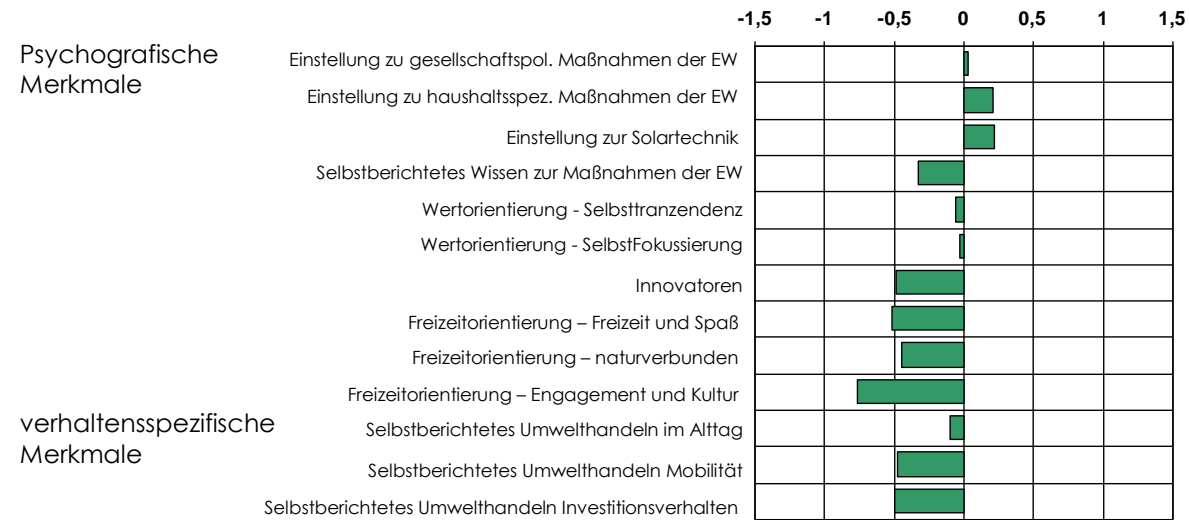 -1,5 -1 -0,5 0 0,5 1 1,5
Psychografische
Merkmale
Einstellung zu gesellschaftspol. Maßnahmen der EW
Einstellung zu haushaltsspez. Maßnahmen der EW
Einstellung zur Solartechnik
Selbstberichtetes Wissen zur Maßnahmen der EW
Wertorientierung - Selbsttranzendenz
Wertorientierung - SelbstFokussierung
Innovatoren
Freizeitorientierung – Freizeit und Spaß
Freizeitorientierung – naturverbunden
Freizeitorientierung – Engagement und Kultur
verhaltensspezifische
Merkmale
Selbstberichtetes Umwelthandeln im Alttag
Selbstberichtetes Umwelthandeln Mobilität
Selbstberichtetes Umwelthandeln Investitionsverhalten